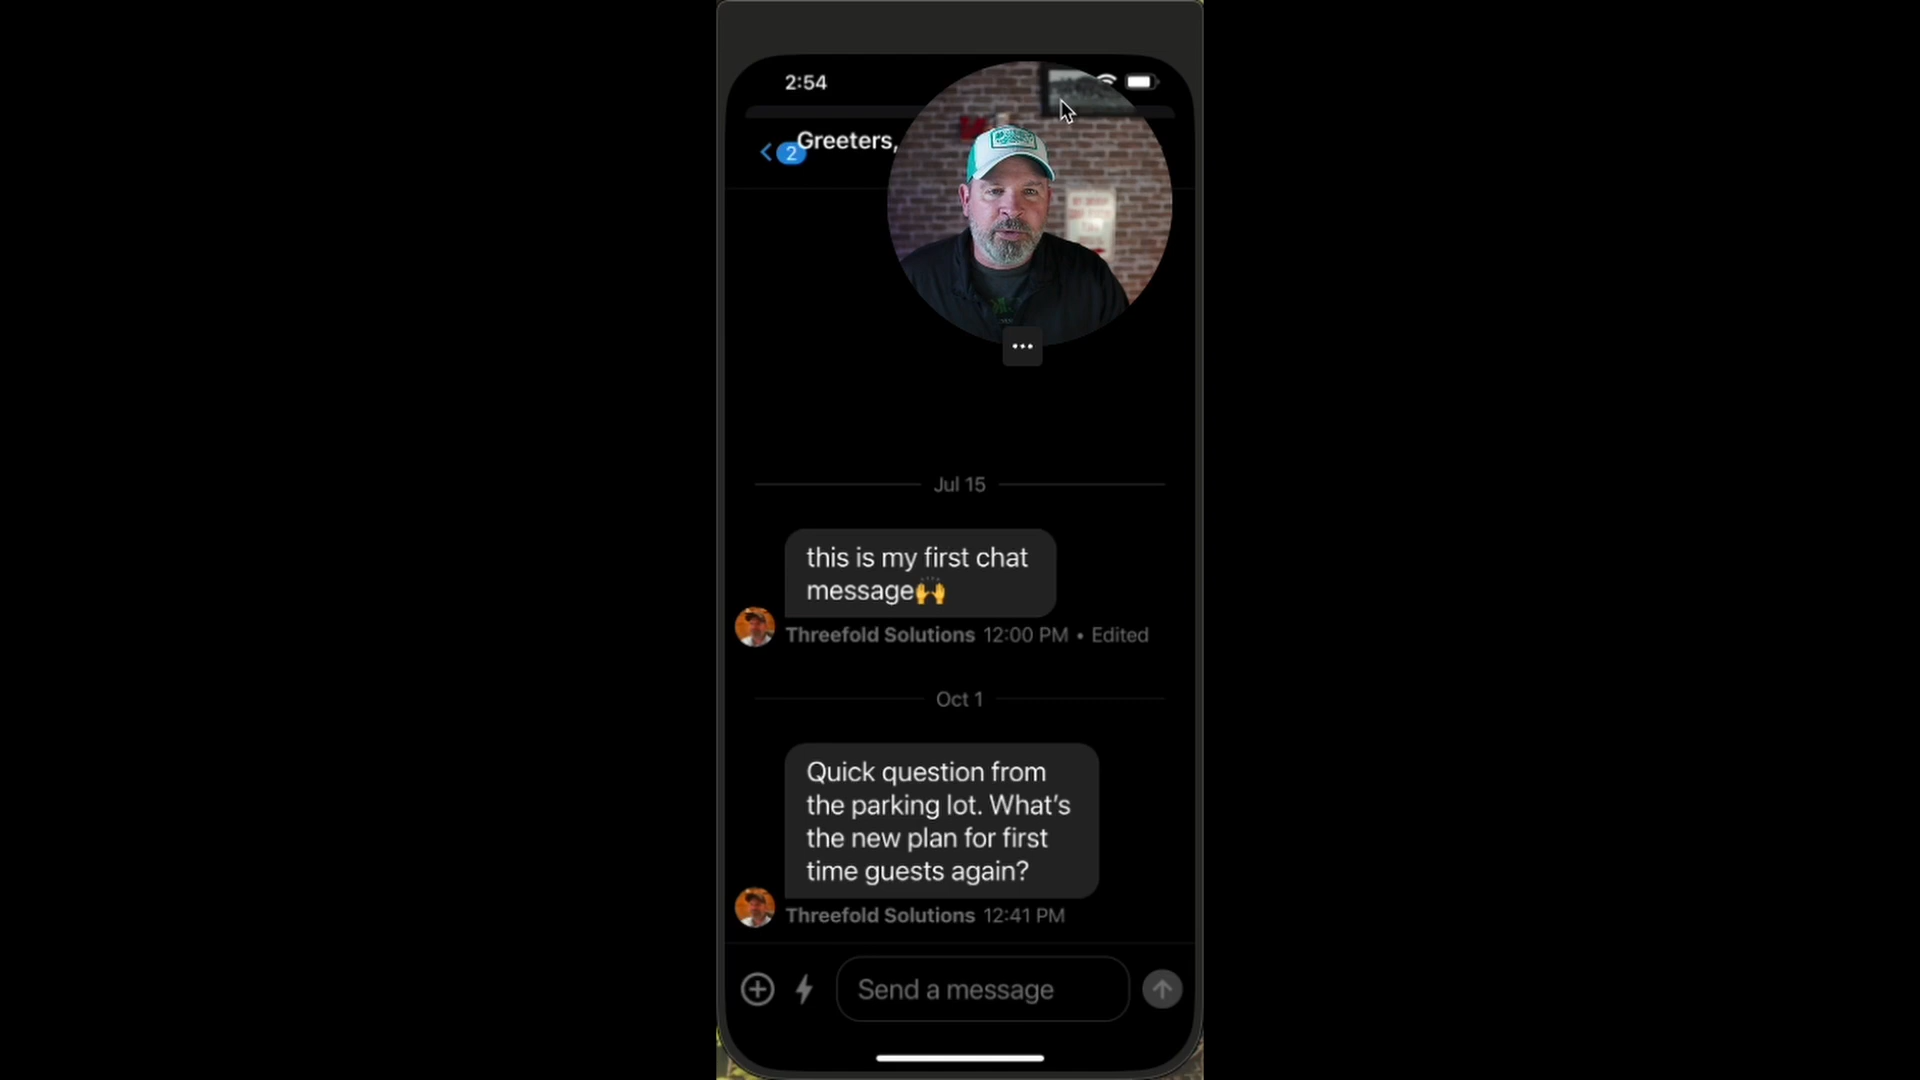 2:54
2
Greeters,
Jul 15
this is my first chat
message🙌
Threefold Solutions 12:00 PM • Edited
Oct 1
Quick question from
the parking lot. What’s
the new plan for first
time guests again?
Threefold Solutions 12:41 PM
Send a message